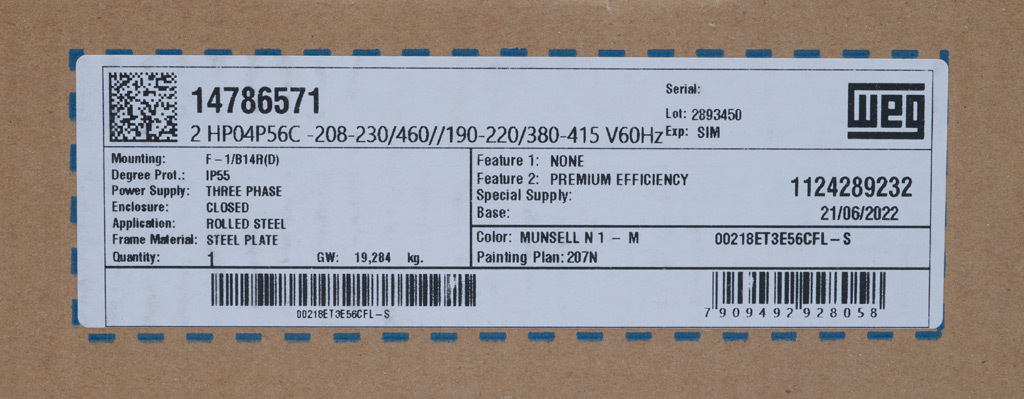 14786571
2 HP04P56C -208-230/460//190-220/380-415 V60Hz
Serial:
Lot: 2893450
Exp: SIM
weg
Mounting: F-1/B14R(D)
Degree Prot.: IP55
Power Supply: THREE PHASE
Enclosure: CLOSED
Application: ROLLED STEEL
Frame Material: STEEL PLATE
Quantity: 1 GW: 19,284 kg.
Feature 1: NONE
Feature 2: PREMIUM EFFICIENCY
Special Supply:
Base:
1124289232
21/06/2022
Color: MUNSELL N 1 - M
Painting Plan: 207N
00218ET3E56CFL-S
00218ET3E56CFL-S
7909492928058